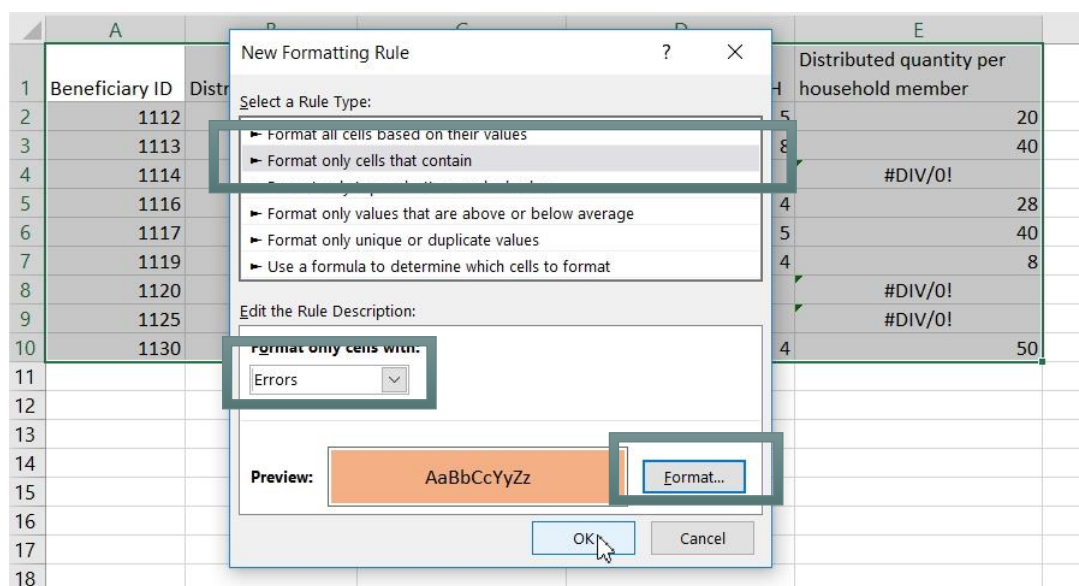 A B C D E
New Formatting Rule ? ×
Distributed quantity per
1 Beneficiary ID Distr H household member
Select a Rule Type:
2 1112 5 20
► Format all cells based on their values
3 1113 8 40
► Format only cells that contain
4 1114 #DIV/0!
5 1116 4 28
► Format only values that are above or below average
6 1117 5 40
► Format only unique or duplicate values
7 1119 4 8
► Use a formula to determine which cells to format
8 1120 #DIV/0!
Edit the Rule Description:
9 1125 #DIV/0!
10 1130 4 50
Format only cells with:
11
Errors
12
13
14
Preview: AaBbCcYyZz Format...
15
16
OK Cancel
17
18